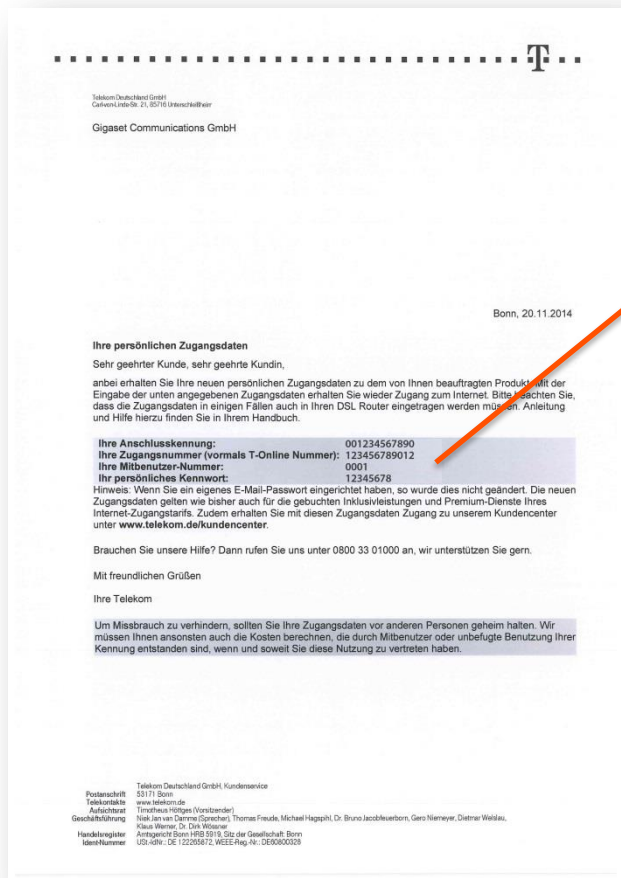 T
Telekom Deutschland GmbH
Carl-von-Linde-Str. 21, 85716 Unterschleißheim
Gigaset Communications GmbH
Bonn, 20.11.2014
Ihre persönlichen Zugangsdaten
Sehr geehrter Kunde, sehr geehrte Kundin,
anbei erhalten Sie Ihre neuen persönlichen Zugangsdaten zu dem von Ihnen beauftragten Produkt. Mit der
Eingabe der unten angegebenen Zugangsdaten erhalten Sie wieder Zugang zum Internet. Bitte beachten Sie,
dass die Zugangsdaten in einigen Fällen auch in Ihren DSL Router eingetragen werden müssen. Anleitung
und Hilfe hierzu finden Sie in Ihrem Handbuch.
Ihre Anschlusskennung: 001234567890
Ihre Zugangsnummer (vormals T-Online Nummer): 123456789012
Ihre Mitbenutzer-Nummer: 0001
Ihr persönliches Kennwort: 12345678
Hinweis: Wenn Sie ein eigenes E-Mail-Passwort eingerichtet haben, so wurde dies nicht geändert. Die neuen
Zugangsdaten gelten wie bisher auch für die gebuchten Inklusivleistungen und Premium-Dienste Ihres
Internet-Zugangstarifs. Zudem erhalten Sie mit diesen Zugangsdaten Zugang zu unserem Kundencenter
unter www.telekom.de/kundencenter.
Brauchen Sie unsere Hilfe? Dann rufen Sie uns unter 0800 33 01000 an, wir unterstützen Sie gern.
Mit freundlichen Grüßen
Ihre Telekom
Um Missbrauch zu verhindern, sollten Sie Ihre Zugangsdaten vor anderen Personen geheim halten. Wir
müssen Ihnen ansonsten auch die Kosten berechnen, die durch Mitbenutzer oder unbefugte Benutzung Ihrer
Kennung entstanden sind, wenn und soweit Sie diese Nutzung zu vertreten haben.
Telekom Deutschland GmbH, Kundenservice
Postanschrift 53171 Bonn
Telekontakte www.telekom.de
Aufsichtsrat Timotheus Höttges (Vorsitzender)
Geschäftsführung Niek Jan van Damme (Sprecher), Thomas Freude, Michael Hagspihl, Dr. Bruno Jacobfeuerborn, Gero Niemeyer, Dietmar Welslau,
Klaus Werner, Dr. Dirk Wössner
Handelsregister Amtsgericht Bonn HRB 5919, Sitz der Gesellschaft: Bonn
Ident-Nummer USt.-IdNr.: DE 122265872, WEEE-Reg.-Nr.: DE60800328